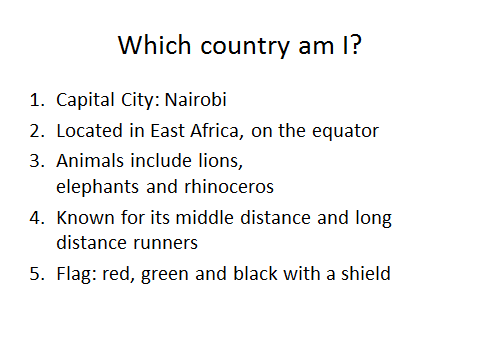 Which country am I?
1. Capital City: Nairobi
2. Located in East Africa, on the equator
3. Animals include lions,
elephants and rhinoceros
4. Known for its middle distance and long
distance runners
5. Flag: red, green and black with a shield